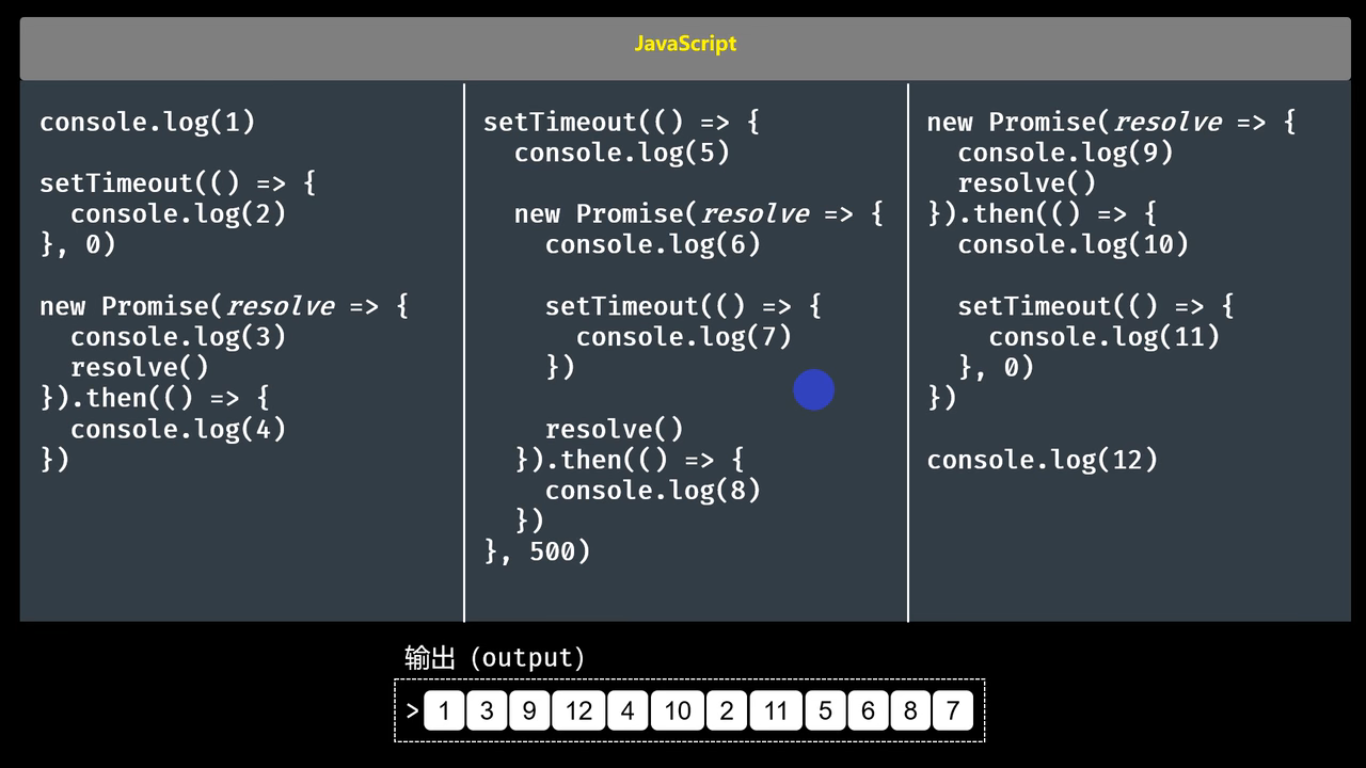 JavaScript
console.log(1)
setTimeout(() => {
  console.log(2)
}, 0)
new Promise(resolve => {
  console.log(3)
  resolve()
}).then(() => {
  console.log(4)
})
setTimeout(() => {
  console.log(5)
  new Promise(resolve => {
    console.log(6)
    setTimeout(() => {
      console.log(7)
    })
    resolve()
  }).then(() => {
    console.log(8)
  })
}, 500)
new Promise(resolve => {
  console.log(9)
  resolve()
}).then(() => {
  console.log(10)
  setTimeout(() => {
    console.log(11)
  }, 0)
})
console.log(12)
输出 (output)
> 1 3 9 12 4 10 2 11 5 6 8 7